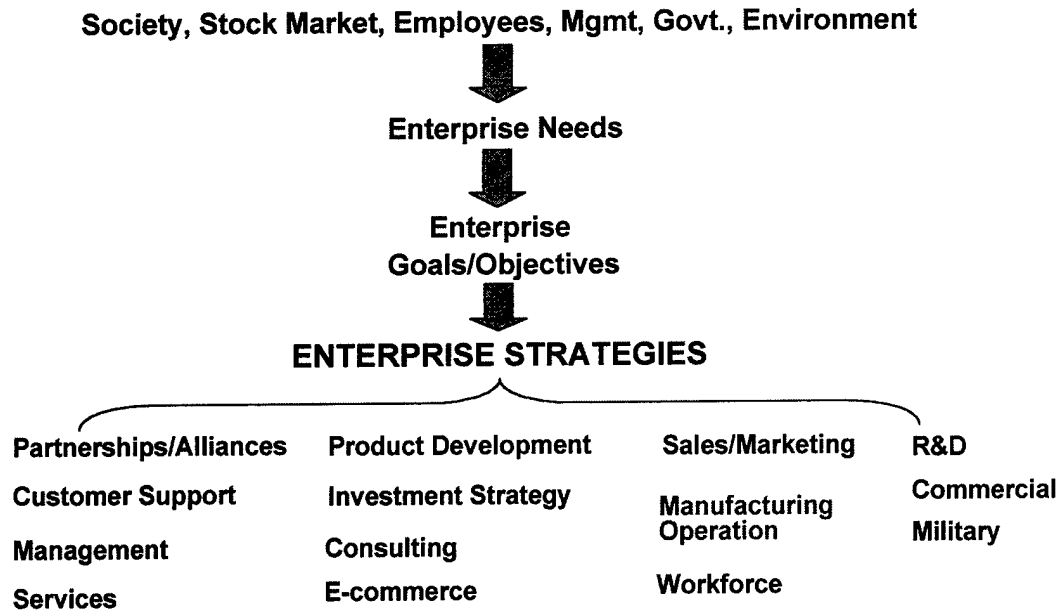 Society, Stock Market, Employees, Mgmt, Govt., Environment
Enterprise Needs
Enterprise
Goals/Objectives
ENTERPRISE STRATEGIES
Partnerships/Alliances
Customer Support
Management
Services
Product Development
Investment Strategy
Consulting
E-commerce
Sales/Marketing
Manufacturing
Operation
Workforce
R&D
Commercial
Military